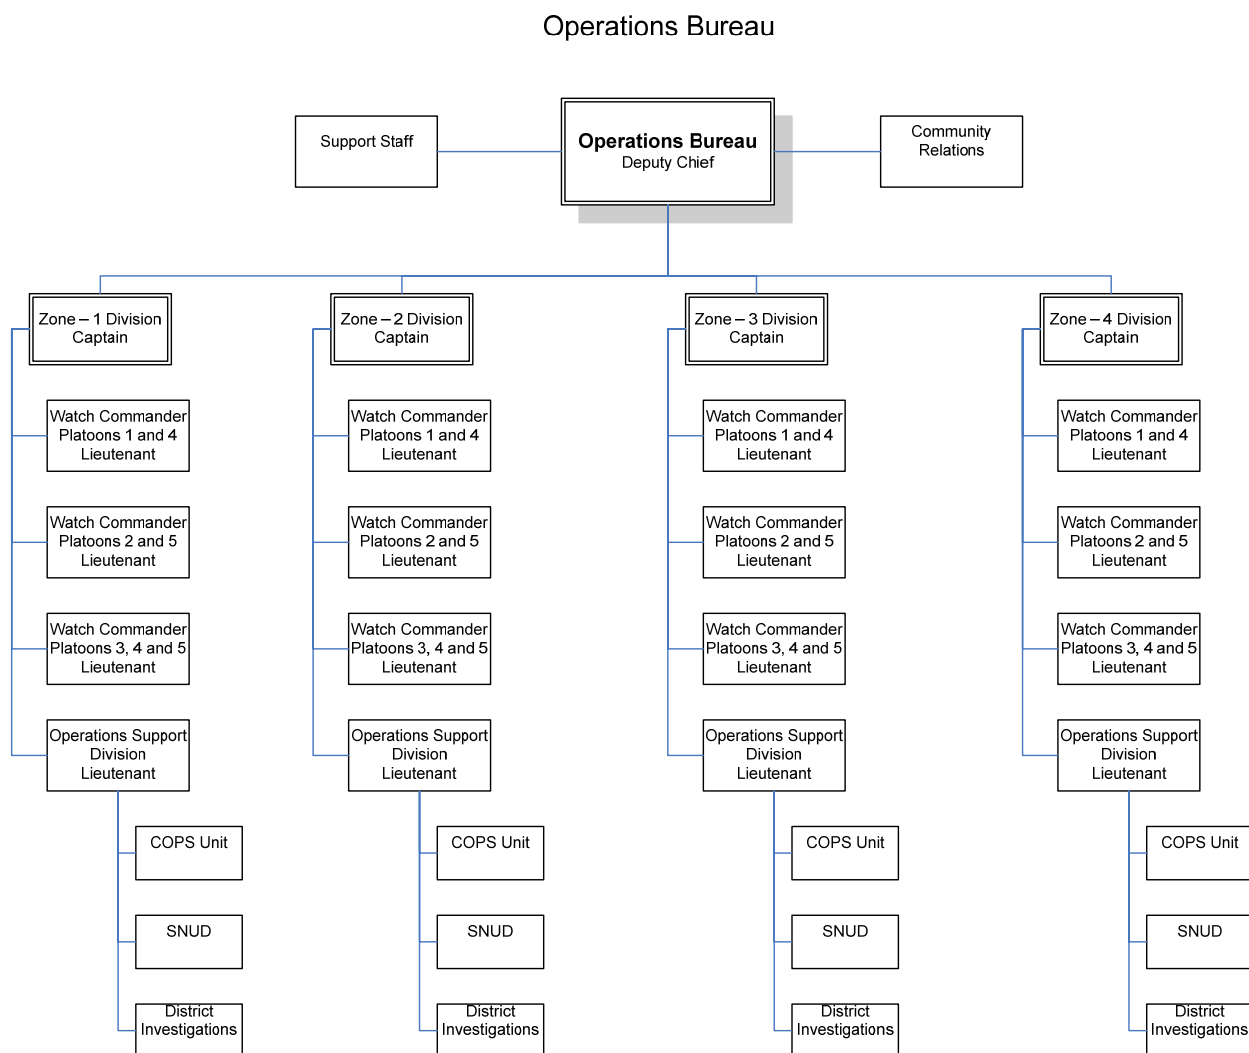 Operations Bureau
Support Staff
Operations Bureau
Deputy Chief
Community
Relations
Zone – 1 Division
Captain
Zone – 2 Division
Captain
Zone – 3 Division
Captain
Zone – 4 Division
Captain
Watch Commander
Platoons 1 and 4
Lieutenant
Watch Commander
Platoons 1 and 4
Lieutenant
Watch Commander
Platoons 1 and 4
Lieutenant
Watch Commander
Platoons 1 and 4
Lieutenant
Watch Commander
Platoons 2 and 5
Lieutenant
Watch Commander
Platoons 2 and 5
Lieutenant
Watch Commander
Platoons 2 and 5
Lieutenant
Watch Commander
Platoons 2 and 5
Lieutenant
Watch Commander
Platoons 3, 4 and 5
Lieutenant
Watch Commander
Platoons 3, 4 and 5
Lieutenant
Watch Commander
Platoons 3, 4 and 5
Lieutenant
Watch Commander
Platoons 3, 4 and 5
Lieutenant
Operations Support
Division
Lieutenant
Operations Support
Division
Lieutenant
Operations Support
Division
Lieutenant
Operations Support
Division
Lieutenant
COPS Unit
COPS Unit
COPS Unit
COPS Unit
SNUD
SNUD
SNUD
SNUD
District
Investigations
District
Investigations
District
Investigations
District
Investigations